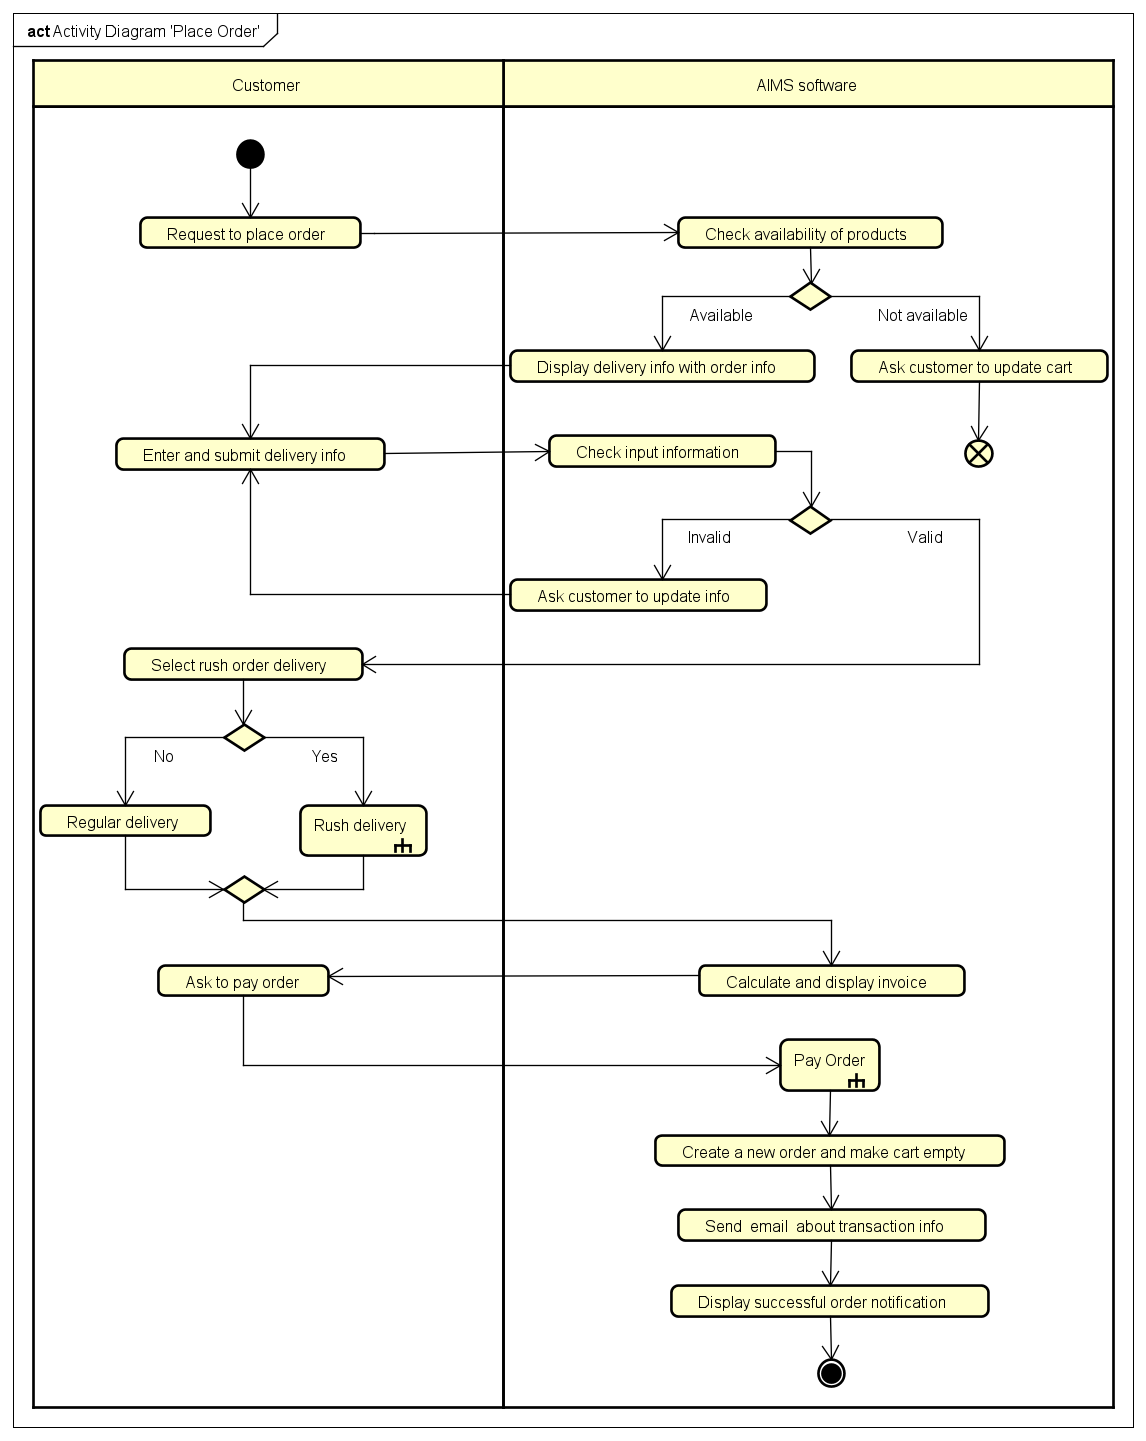 act Activity Diagram 'Place Order'
Customer
AIMS software
Request to place order
Check availability of products
Available
Not available
Display delivery info with order info
Ask customer to update cart
Enter and submit delivery info
Check input information
Invalid
Valid
Ask customer to update info
Select rush order delivery
No
Yes
Regular delivery
Rush delivery
Ask to pay order
Calculate and display invoice
Pay Order
Create a new order and make cart empty
Send  email  about transaction info
Display successful order notification